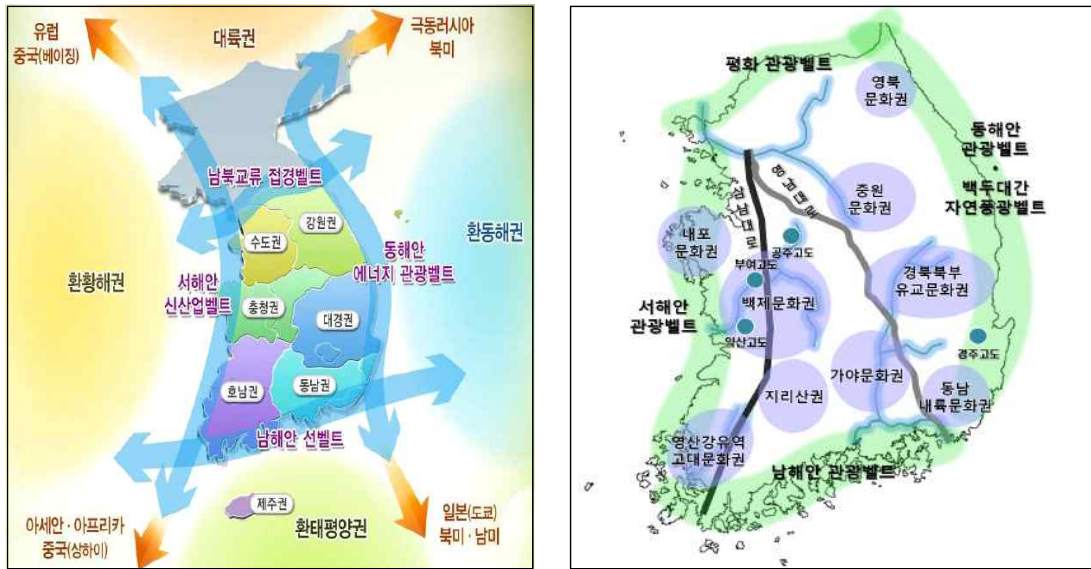 유럽
중국(베이징)
대륙권
극동러시아
북미
남북교류 접경벨트
강원권
수도권
환동해권
동해안
에너지 관광벨트
환황해권
서해안
신산업벨트
충청권
대경권
호남권
동남권
남해안 선벨트
제주권
환태평양권
아세안·아프리카
중국(상하이)
일본(도쿄)
북미·남미
평화 관광벨트
영북
문화권
동해안
관광벨트
백두대간
자연풍광벨트
중원
문화권
삼남대로
영남대로
내포
문화권
공주고도
부여고도
백제문화권
경북북부
유교문화권
서해안
관광벨트
익산고도
경주고도
가야문화권
지리산권
동남
내륙문화권
영산강유역
고대문화권
남해안 관광벨트